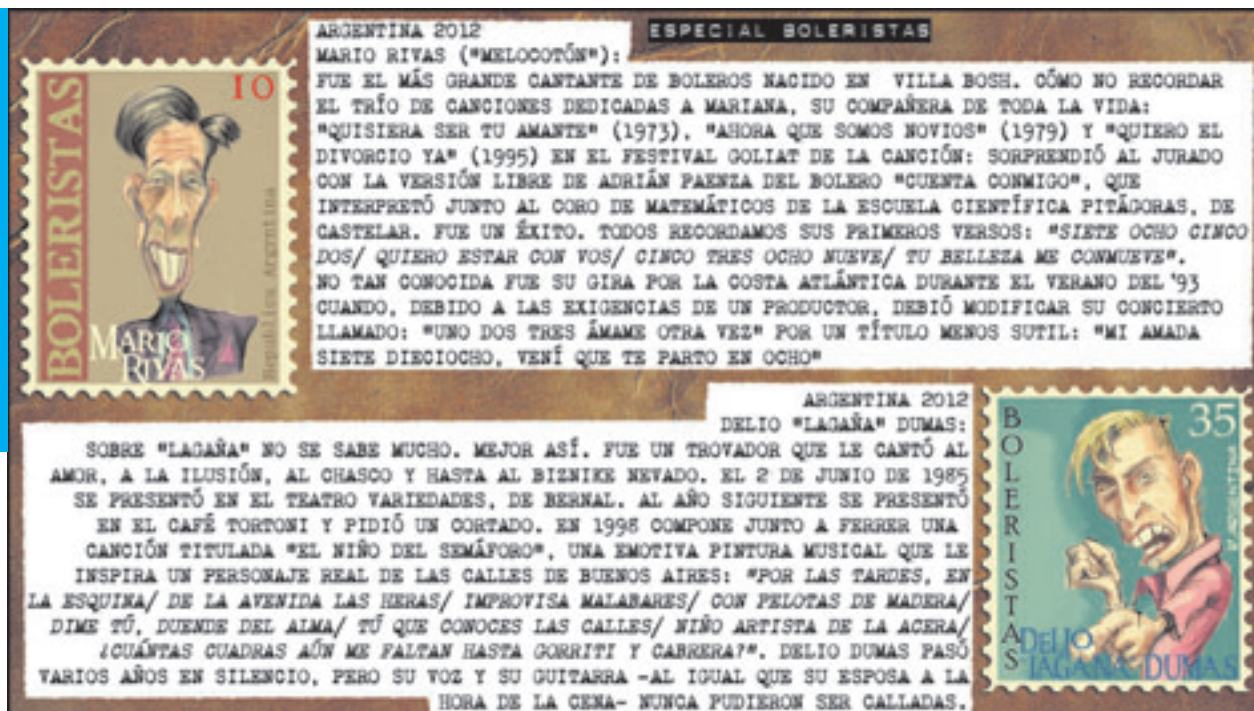 ESPECIAL BOLERISTAS
ARGENTINA 2012
MARIO RIVAS ("MELOCOTÓN"):
FUE EL MÁS GRANDE CANTANTE DE BOLEROS NACIDO EN VILLA BOSH. CÓMO NO RECORDAR
EL TRÍO DE CANCIONES DEDICADAS A MARIANA, SU COMPAÑERA DE TODA LA VIDA:
"QUISIERA SER TU AMANTE" (1973), "AHORA QUE SOMOS NOVIOS" (1979) Y "QUIERO EL
DIVORCIO YA" (1995) EN EL FESTIVAL GOLIAT DE LA CANCIÓN: SORPRENDIÓ AL JURADO
CON LA VERSIÓN LIBRE DE ADRIÁN PAENZA DEL BOLERO "CUENTA CONMIGO", QUE
INTERPRETÓ JUNTO AL CORO DE MATEMÁTICOS DE LA ESCUELA CIENTÍFICA PITÁGORAS, DE
CASTELAR. FUE UN ÉXITO. TODOS RECORDAMOS SUS PRIMEROS VERSOS: "SIETE OCHO CINCO
DOS/ QUIERO ESTAR CON VOS/ CINCO TRES OCHO NUEVE/ TU BELLEZA ME CONMUEVE".
NO TAN CONOCIDA FUE SU GIRA POR LA COSTA ATLÁNTICA DURANTE EL VERANO DEL '93
CUANDO, DEBIDO A LAS EXIGENCIAS DE UN PRODUCTOR, DEBIÓ MODIFICAR SU CONCIERTO
LLAMADO: "UNO DOS TRES ÁMAME OTRA VEZ" POR UN TÍTULO MENOS SUTIL: "MI AMADA
SIETE DIECIOCHO, VENÍ QUE TE PARTO EN OCHO"
BOLERISTAS
10
República Argentina
MARIO
RIVAS
ARGENTINA 2012
DELIO "LAGAÑA" DUMAS:
SOBRE "LAGAÑA" NO SE SABE MUCHO. MEJOR ASÍ. FUE UN TROVADOR QUE LE CANTÓ AL
AMOR, A LA ILUSIÓN, AL CHASCO Y HASTA AL BIZNIKE NEVADO. EL 2 DE JUNIO DE 1985
SE PRESENTÓ EN EL TEATRO VARIEDADES, DE BERNAL. AL AÑO SIGUIENTE SE PRESENTÓ
EN EL CAFÉ TORTONI Y PIDIÓ UN CORTADO. EN 1998 COMPONE JUNTO A FERRER UNA
CANCIÓN TITULADA "EL NIÑO DEL SEMÁFORO", UNA EMOTIVA PINTURA MUSICAL QUE LE
INSPIRA UN PERSONAJE REAL DE LAS CALLES DE BUENOS AIRES: "POR LAS TARDES, EN
LA ESQUINA/ DE LA AVENIDA LAS HERAS/ IMPROVISA MALABARES/ CON PELOTAS DE MADERA/
DIME TÚ, DUENDE DEL ALMA/ TÚ QUE CONOCES LAS CALLES/ NIÑO ARTISTA DE LA ACERA/
¿CUÁNTAS CUADRAS AÚN ME FALTAN HASTA GORRITI Y CABRERA?". DELIO DUMAS PASÓ
VARIOS AÑOS EN SILENCIO, PERO SU VOZ Y SU GUITARRA -AL IGUAL QUE SU ESPOSA A LA
HORA DE LA CENA- NUNCA PUDIERON SER CALLADAS.
BOLERISTAS
35
DELIO
LAGAÑA DUMAS